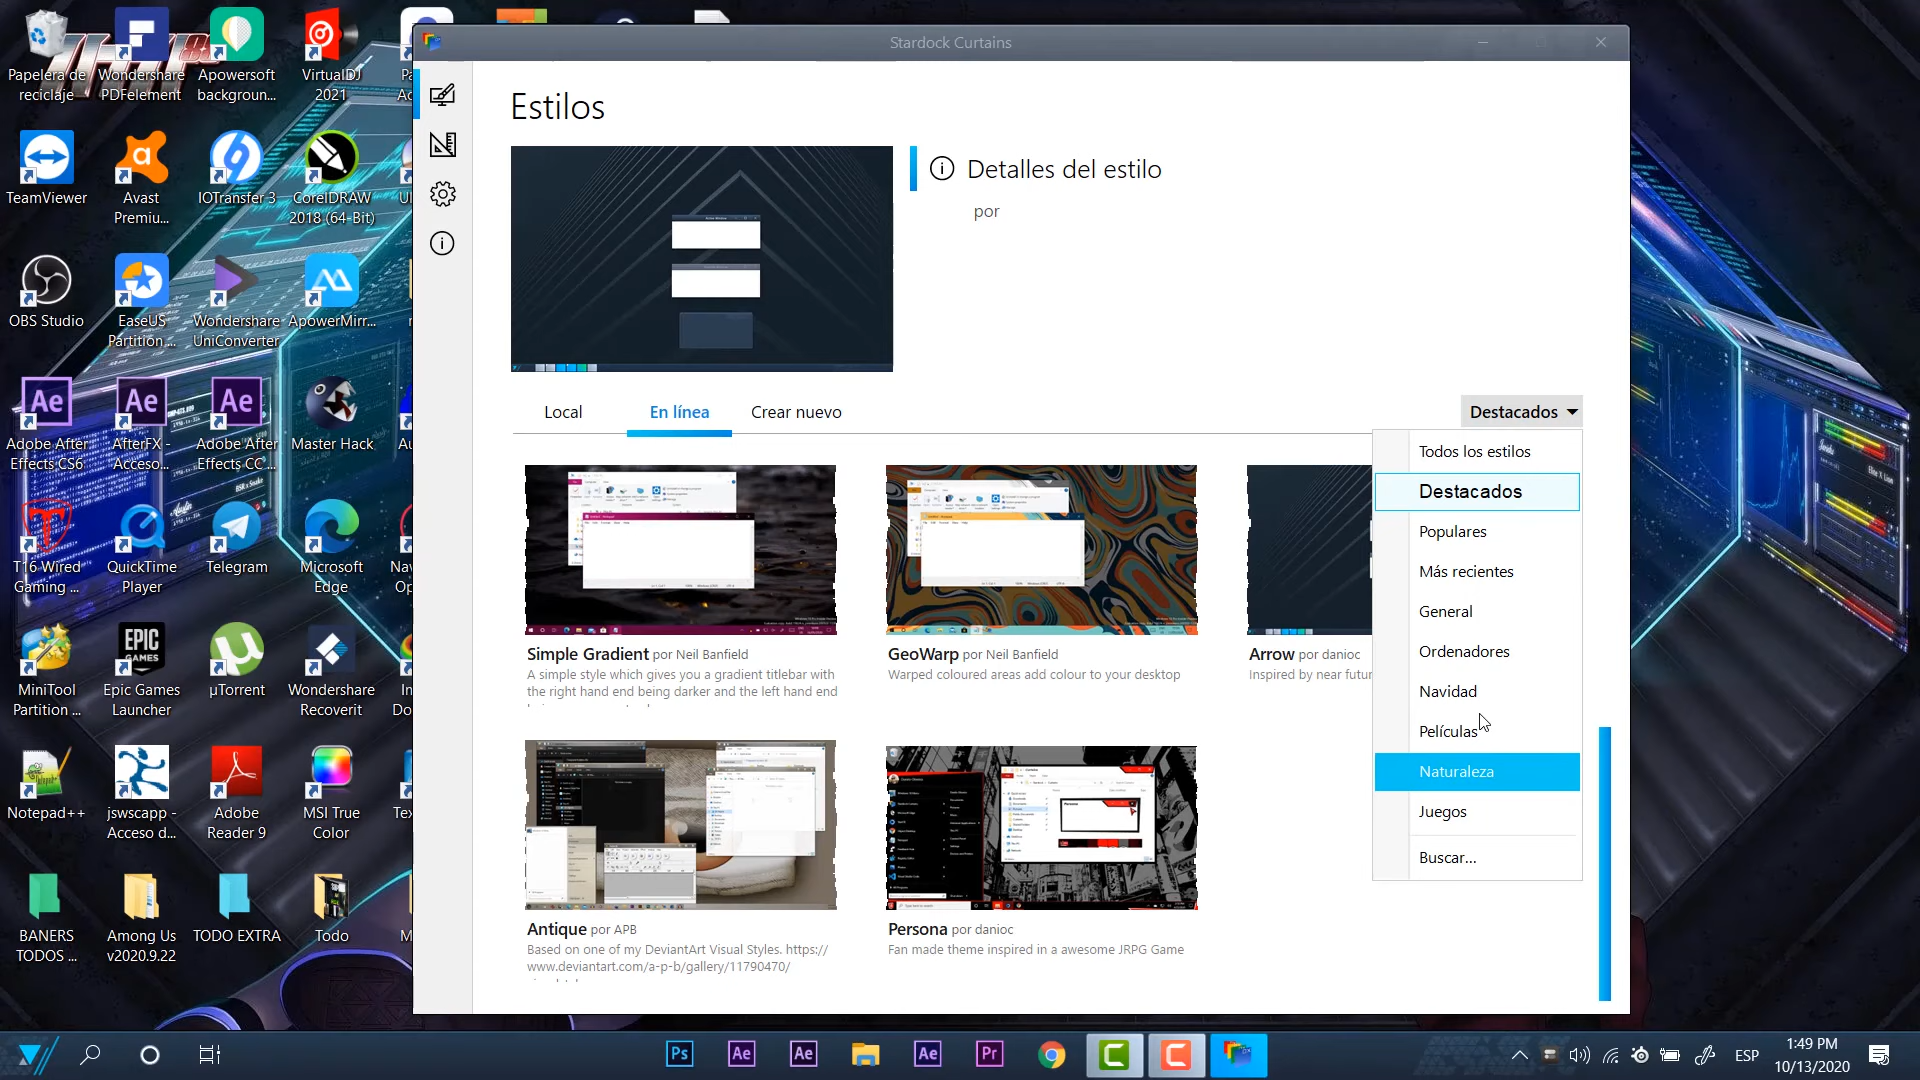 Papelera de
reciclaje
Wondershare
PDFelement
Apowersoft
backgroun...
VirtualDJ
2021
TeamViewer
Avast
Premiu...
IOTransfer 3
CorelDRAW
2018 (64-Bit)
OBS Studio
EaseUS
Partition ...
Wondershare
UniConverter
ApowerMirr...
Adobe After
Effects CS6
AfterFX -
Acceso...
Adobe After
Effects CC ...
Master Hack
T16 Wired
Gaming ...
QuickTime
Player
Telegram
Microsoft
Edge
MiniTool
Partition ...
Epic Games
Launcher
µTorrent
Wondershare
Recoverit
Notepad++
jswscapp -
Acceso d...
Adobe
Reader 9
MSI True
Color
BANERS
TODOS ...
Among Us
v2020.9.22
TODO EXTRA
Todo
Stardock Curtains
Estilos
Detalles del estilo
por
Local
En línea
Crear nuevo
Destacados
Todos los estilos
Destacados
Populares
Más recientes
General
Ordenadores
Navidad
Películas
Naturaleza
Juegos
Buscar...
Simple Gradient por Neil Banfield
A simple style which gives you a gradient titlebar with
the right hand end being darker and the left hand end
GeoWarp por Neil Banfield
Warped coloured areas add colour to your desktop
Arrow por danioc
Inspired by near futur
Antique por APB
Based on one of my DeviantArt Visual Styles. https://
www.deviantart.com/a-p-b/gallery/11790470/
Persona por danioc
Fan made theme inspired in a awesome JRPG Game
ESP
1:49 PM
10/13/2020